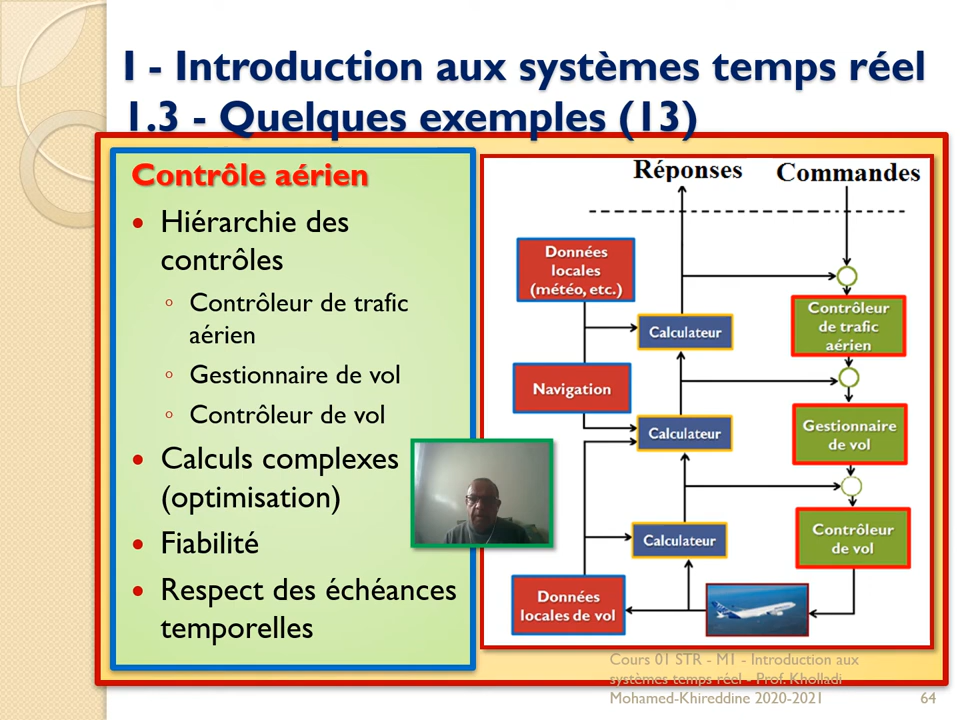 I - Introduction aux systèmes temps réel
1.3 - Quelques exemples (13)
Contrôle aérien
• Hiérarchie des
contrôles
◦ Contrôleur de trafic
aérien
◦ Gestionnaire de vol
◦ Contrôleur de vol
• Calculs complexes
(optimisation)
• Fiabilité
• Respect des échéances
temporelles
Réponses
Commandes
Données
locales
(météo, etc.)
Calculateur
Contrôleur
de trafic
aérien
Navigation
Calculateur
Gestionnaire
de vol
Calculateur
Contrôleur
de vol
Données
locales de vol
Cours 01 STR - M1 - Introduction aux
systèmes temps réel - Prof. Kholladi
Mohamed-Khireddine 2020-2021
64